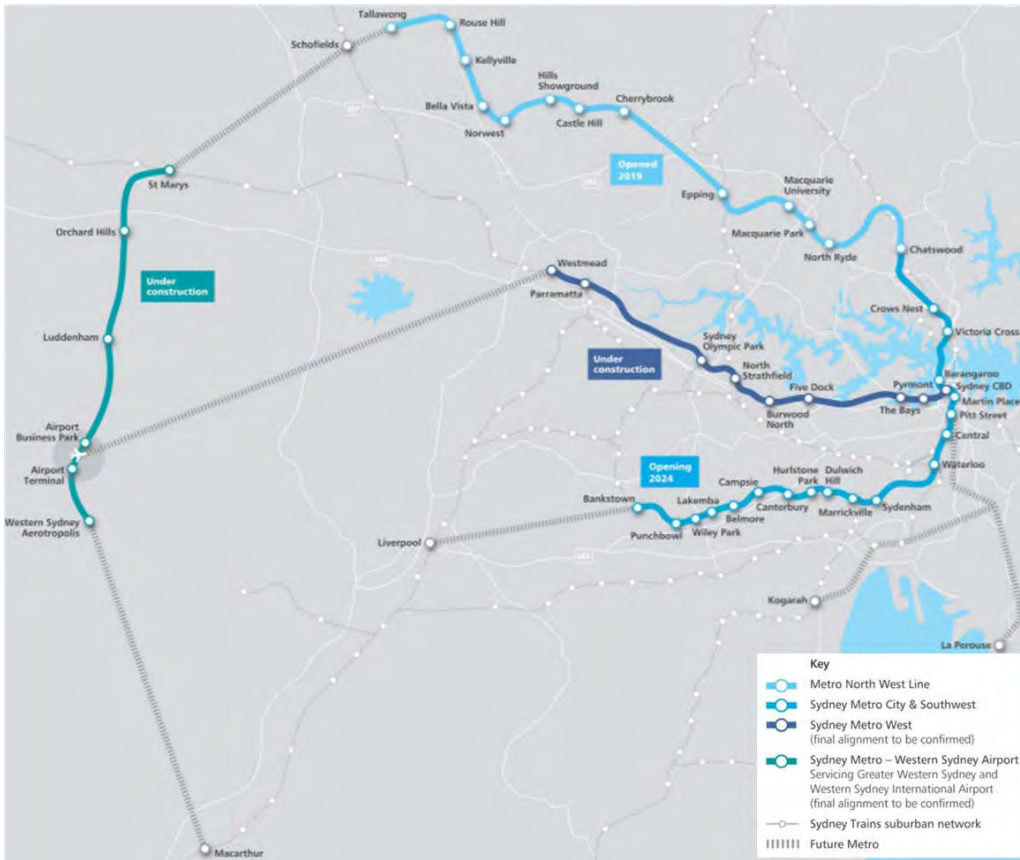 Tallawong
Rouse Hill
Schofields
Kellyville
Hills
Showground
Cherrybrook
Bella Vista
Castle Hill
Norwest
Opened
2019
St Marys
Epping
Macquarie
University
Orchard Hills
Macquarie Park
North Ryde
Chatswood
Under
construction
Westmead
Parramatta
Crows Nest
Luddenham
Victoria Cross
Sydney
Olympic Park
Under
construction
North
Strathfield
Barangaroo
Five Dock
Pyrmont
Sydney CBD
Martin Place
Burwood
North
The Bays
Pitt Street
Airport
Business Park
Central
Airport
Terminal
Opening
2024
Waterloo
Hurlstone
Park
Dulwich
Hill
Campsie
Bankstown
Lakemba
Canterbury
Belmore
Marrickville
Sydenham
Western Sydney
Aerotropolis
Punchbowl
Wiley Park
Liverpool
Kogarah
La Perouse
Macarthur
Key
Metro North West Line
Sydney Metro City & Southwest
Sydney Metro West
(final alignment to be confirmed)
Sydney Metro – Western Sydney Airport
Servicing Greater Western Sydney and
Western Sydney International Airport
(final alignment to be confirmed)
Sydney Trains suburban network
Future Metro